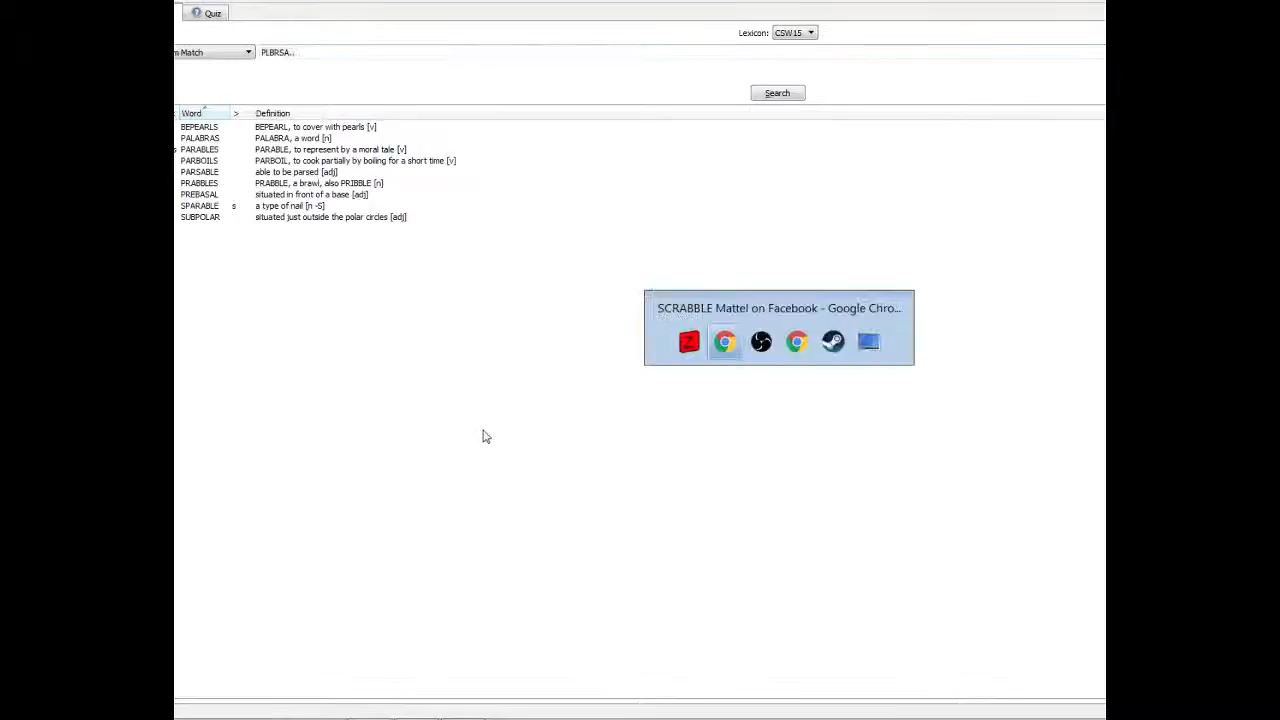 Quiz
Lexicon: CSW15
m Match PLBRSA..
Search
Word > Definition
BEPEARLS BEPEARL, to cover with pearls [v]
PALABRAS PALABRA, a word [n]
s PARABLES PARABLE, to represent by a moral tale [v]
PARBOILS PARBOIL, to cook partially by boiling for a short time [v]
PARSABLE able to be parsed [adj]
PRABBLES PRABBLE, a brawl, also PRIBBLE [n]
PREBASAL situated in front of a base [adj]
SPARABLE s a type of nail [n -S]
SUBPOLAR situated just outside the polar circles [adj]
SCRABBLE Mattel on Facebook - Google Chro...
Z